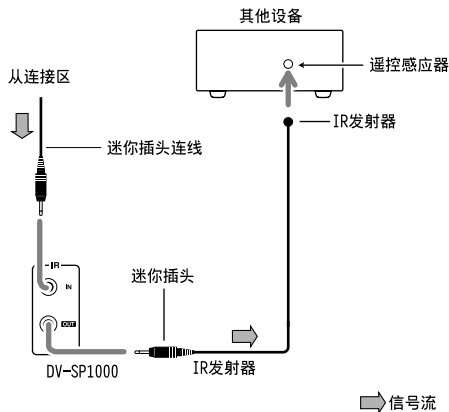 其他设备
遥控感应器
从连接区
IR发射器
迷你插头连线
IR
IN
迷你插头
OUT
DV-SP1000
IR发射器
信号流